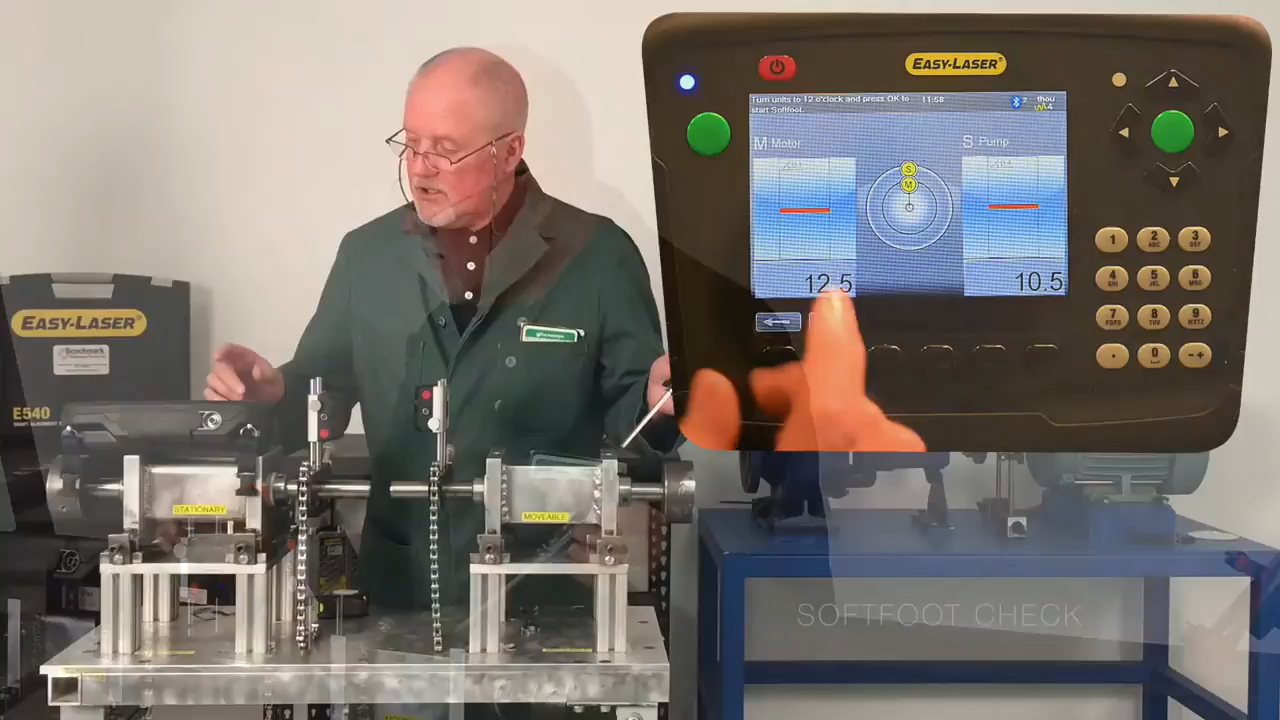 EASY-LASER®
Turn units to 12 o'clock and press OK to
start Softfoot.
11:58
thou
M Motor
S Pump
S
M
12.5
10.5
1
2
ABC
3
DEF
4
GHI
5
JKL
6
MNO
7
PQRS
8
TUV
9
WXYZ
.
0
-+
EASY-LASER®
Ecochmark
E540
STATIONARY
MOVEABLE
SOFTFOOT CHECK